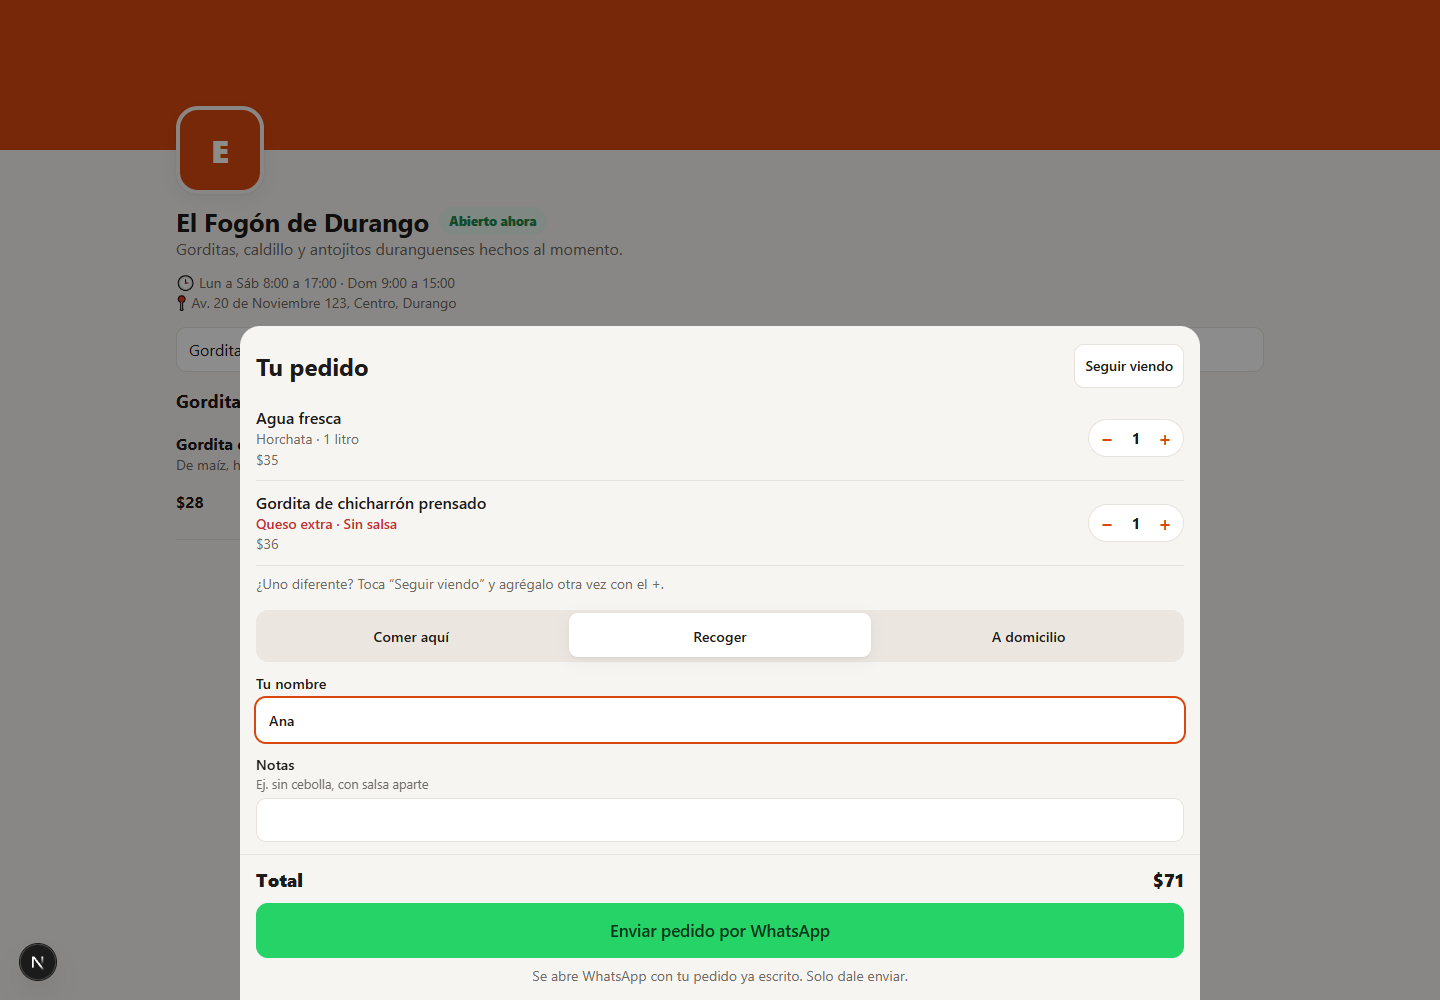 E
El Fogón de Durango
Abierto ahora
Gorditas, caldillo y antojitos duranguenses hechos al momento.
Lun a Sáb 8:00 a 17:00 · Dom 9:00 a 15:00
Av. 20 de Noviembre 123, Centro, Durango
Gordita
Gordita
Gordita
De maíz, h
$28
Tu pedido
Seguir viendo
Agua fresca
Horchata · 1 litro
$35
− 1 +
Gordita de chicharrón prensado
Queso extra · Sin salsa
$36
− 1 +
¿Uno diferente? Toca “Seguir viendo” y agrégalo otra vez con el +.
Comer aquí
Recoger
A domicilio
Tu nombre
Ana
Notas
Ej. sin cebolla, con salsa aparte
Total
$71
Enviar pedido por WhatsApp
Se abre WhatsApp con tu pedido ya escrito. Solo dale enviar.
N